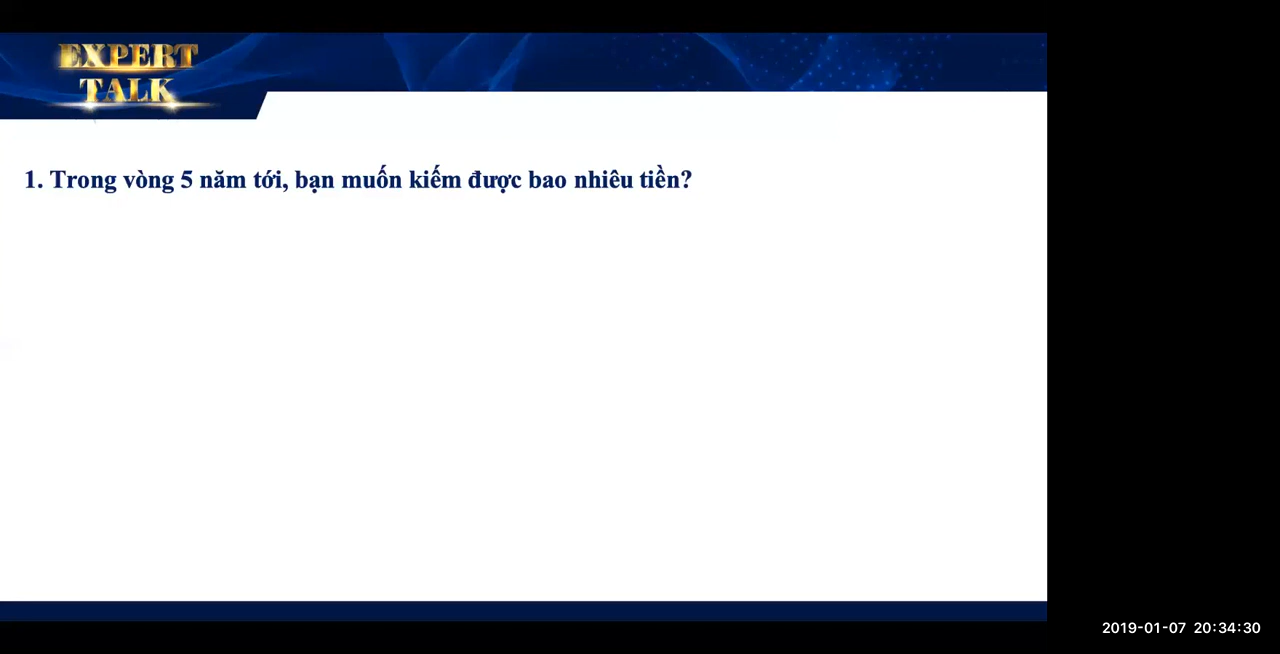 EXPERT
TALK
1. Trong vòng 5 năm tới, bạn muốn kiếm được bao nhiêu tiền?
2019-01-07 20:34:30